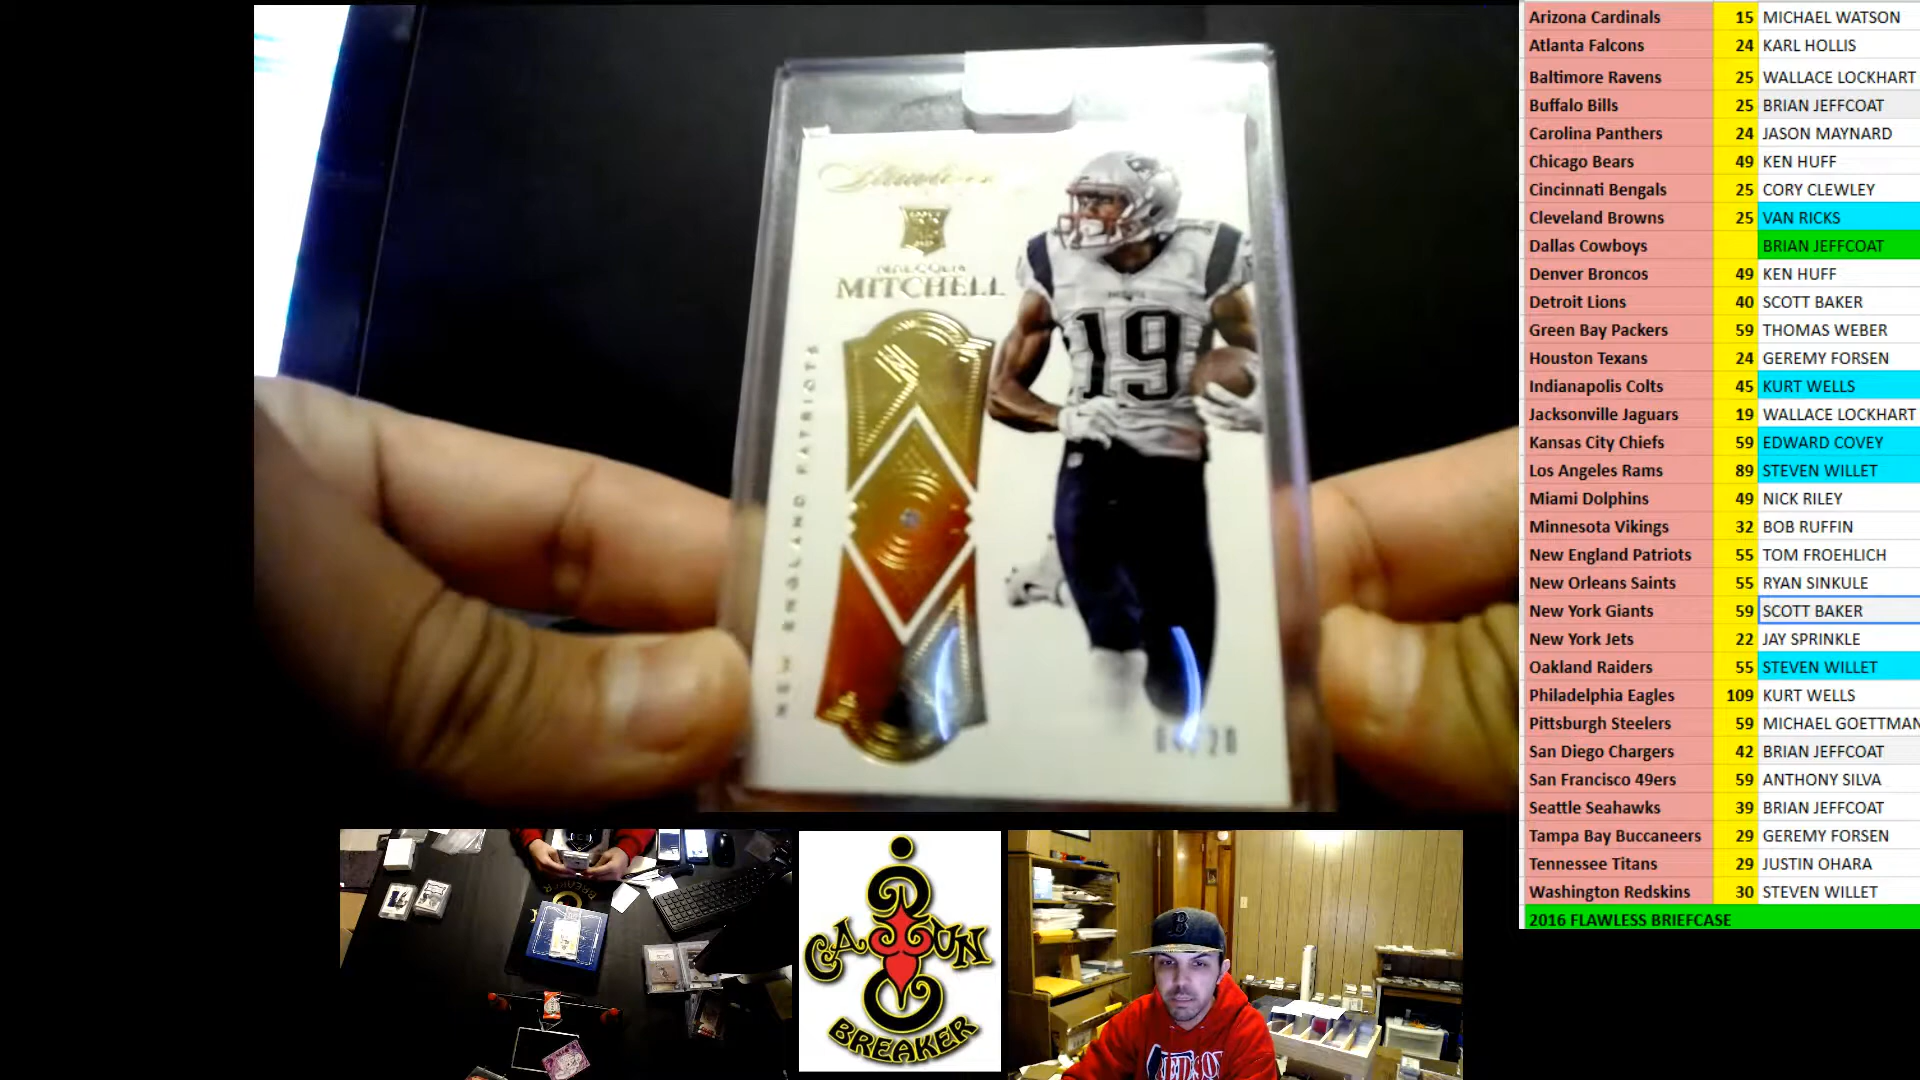 Flawless
MITCHELL
NEW ENGLAND PATRIOTS
19
Arizona Cardinals 15 MICHAEL WATSON
Atlanta Falcons 24 KARL HOLLIS
Baltimore Ravens 25 WALLACE LOCKHART
Buffalo Bills 25 BRIAN JEFFCOAT
Carolina Panthers 24 JASON MAYNARD
Chicago Bears 49 KEN HUFF
Cincinnati Bengals 25 CORY CLEWLEY
Cleveland Browns 25 VAN RICKS
Dallas Cowboys BRIAN JEFFCOAT
Denver Broncos 49 KEN HUFF
Detroit Lions 40 SCOTT BAKER
Green Bay Packers 59 THOMAS WEBER
Houston Texans 24 GEREMY FORSEN
Indianapolis Colts 45 KURT WELLS
Jacksonville Jaguars 19 WALLACE LOCKHART
Kansas City Chiefs 59 EDWARD COVEY
Los Angeles Rams 89 STEVEN WILLET
Miami Dolphins 49 NICK RILEY
Minnesota Vikings 32 BOB RUFFIN
New England Patriots 55 TOM FROEHLICH
New Orleans Saints 55 RYAN SINKULE
New York Giants 59 SCOTT BAKER
New York Jets 22 JAY SPRINKLE
Oakland Raiders 55 STEVEN WILLET
Philadelphia Eagles 109 KURT WELLS
Pittsburgh Steelers 59 MICHAEL GOETTMAN
San Diego Chargers 42 BRIAN JEFFCOAT
San Francisco 49ers 59 ANTHONY SILVA
Seattle Seahawks 39 BRIAN JEFFCOAT
Tampa Bay Buccaneers 29 GEREMY FORSEN
Tennessee Titans 29 JUSTIN OHARA
Washington Redskins 30 STEVEN WILLET
2016 FLAWLESS BRIEFCASE
CAJUN
BREAKER
B